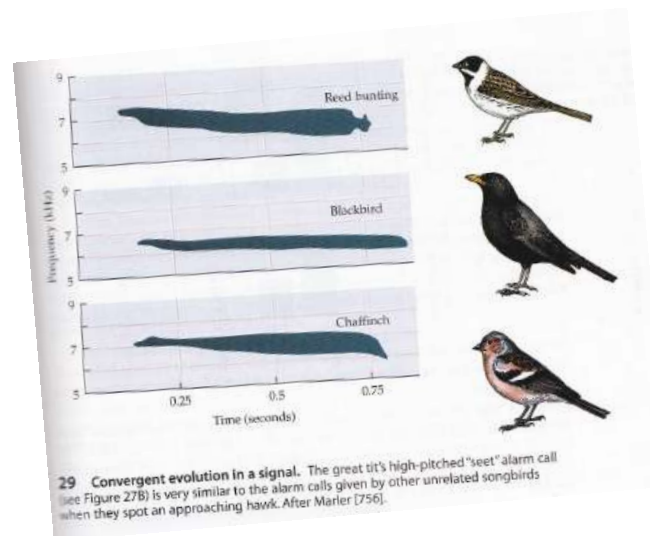 9
Reed bunting
7
5
Frequency (kHz)
9
Blackbird
7
5
9
Chaffinch
7
5
0.25 0.5 0.75
Time (seconds)
29 Convergent evolution in a signal. The great tit's high-pitched "seet" alarm call
see Figure 27B) is very similar to the alarm calls given by other unrelated songbirds
when they spot an approaching hawk. After Marler [756].